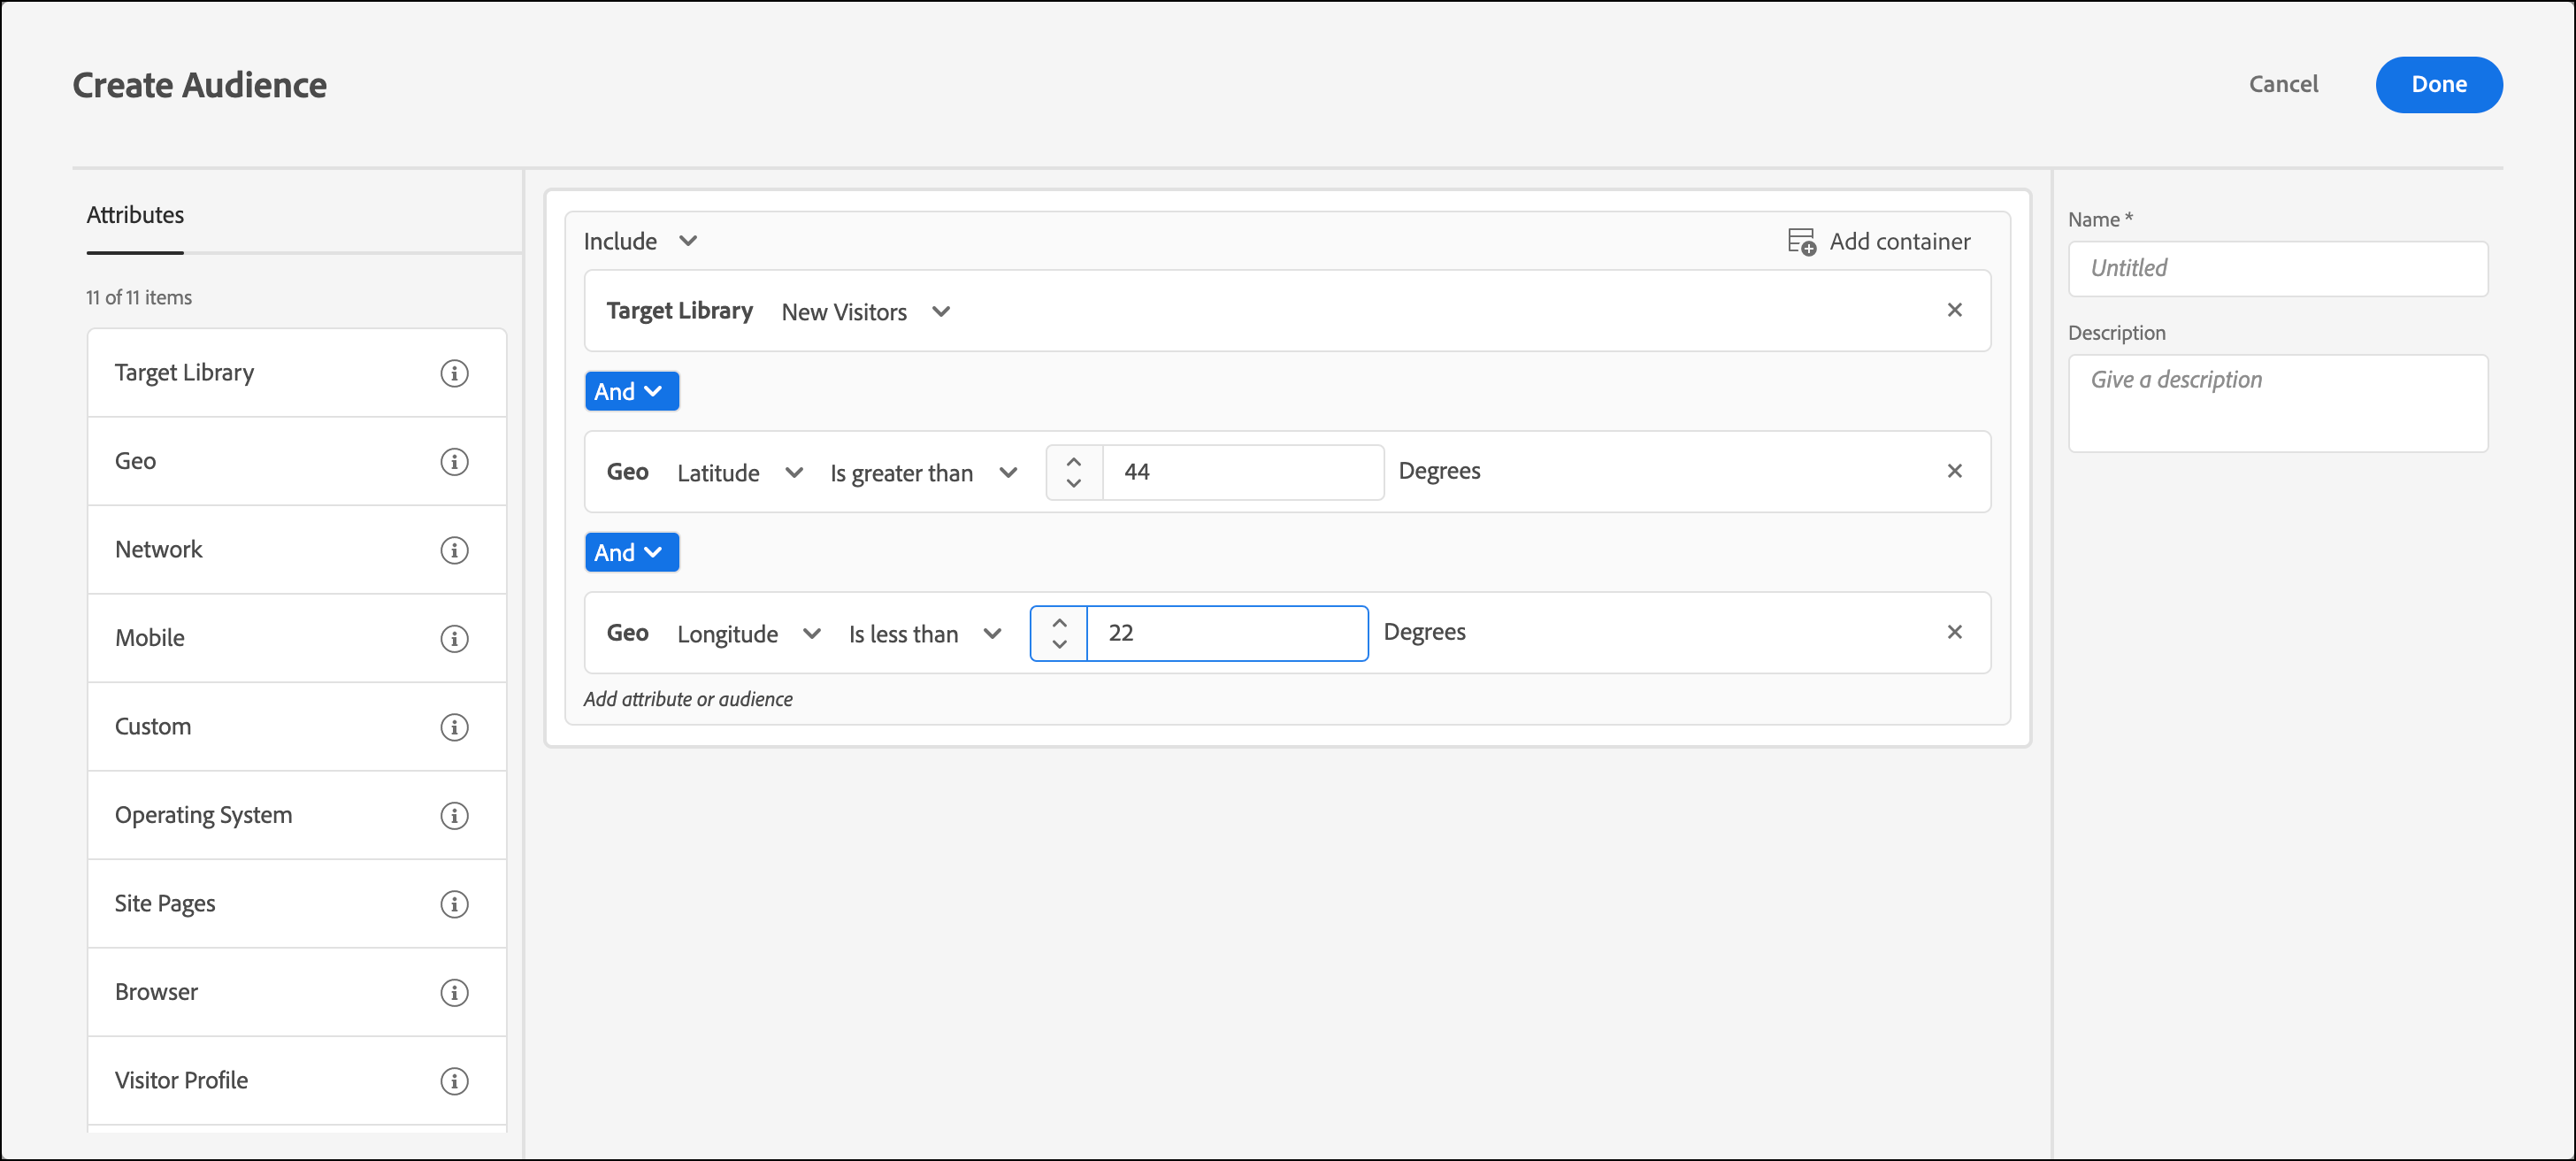 Create Audience
Cancel
Done
Attributes
11 of 11 items
Target Library
Geo
Network
Mobile
Custom
Operating System
Site Pages
Browser
Visitor Profile
Include
Add container
Target Library New Visitors
And
Geo Latitude Is greater than 44 Degrees
And
Geo Longitude Is less than 22 Degrees
Add attribute or audience
Name *
Untitled
Description
Give a description